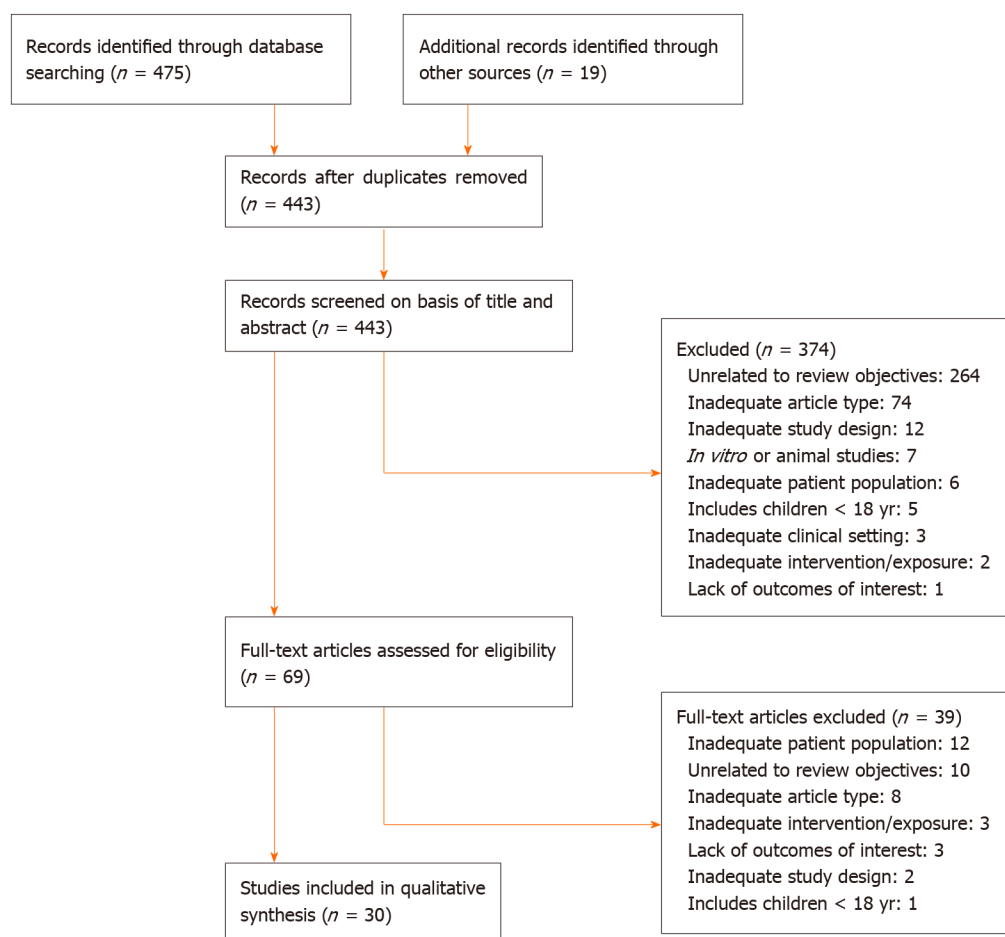 Records identified through database
searching (n = 475)
Additional records identified through
other sources (n = 19)
Records after duplicates removed
(n = 443)
Records screened on basis of title and
abstract (n = 443)
Excluded (n = 374)
Unrelated to review objectives: 264
Inadequate article type: 74
Inadequate study design: 12
In vitro or animal studies: 7
Inadequate patient population: 6
Includes children < 18 yr: 5
Inadequate clinical setting: 3
Inadequate intervention/exposure: 2
Lack of outcomes of interest: 1
Full-text articles assessed for eligibility
(n = 69)
Full-text articles excluded (n = 39)
Inadequate patient population: 12
Unrelated to review objectives: 10
Inadequate article type: 8
Inadequate intervention/exposure: 3
Lack of outcomes of interest: 3
Inadequate study design: 2
Includes children < 18 yr: 1
Studies included in qualitative
synthesis (n = 30)